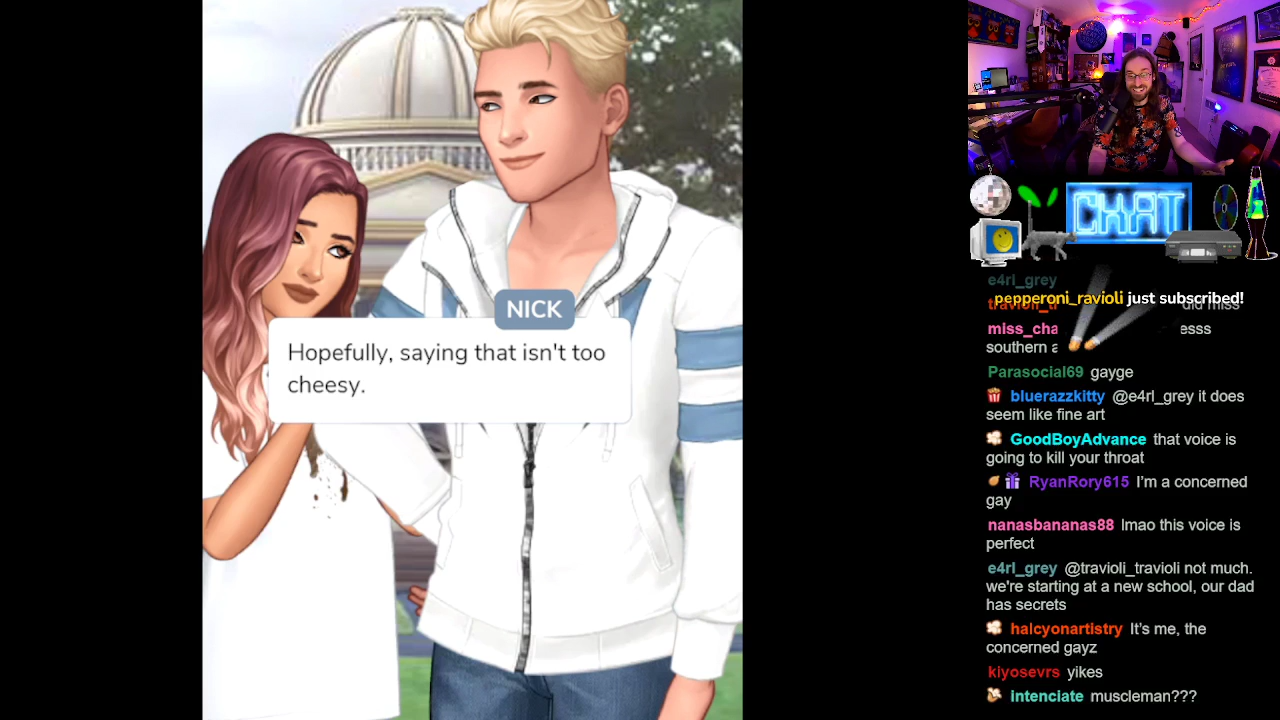 NICK
Hopefully, saying that isn't too
cheesy.
CHAT
e4rl_grey
pepperoni_ravioli just subscribed!
miss_cha
southern
Parasocial69 gayge
bluerazzkitty @e4rl_grey it does
seem like fine art
GoodBoyAdvance that voice is
going to kill your throat
RyanRory615 I'm a concerned
gay
nanasbananas88 lmao this voice is
perfect
e4rl_grey @travioli_travioli not much.
we're starting at a new school, our dad
has secrets
halcyonartistry It's me, the
concerned gayz
kiyosevrs yikes
intenciate muscleman???